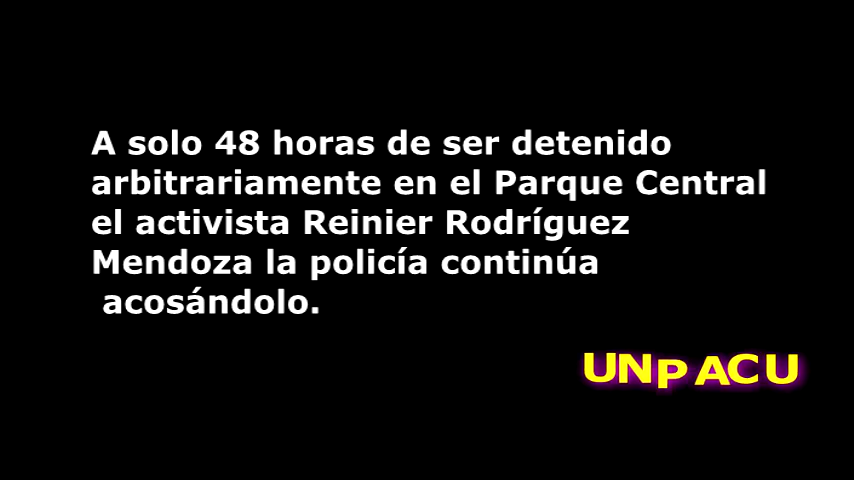 A solo 48 horas de ser detenido
arbitrariamente en el Parque Central
el activista Reinier Rodríguez
Mendoza la policía continúa
acosándolo.
UNPACU